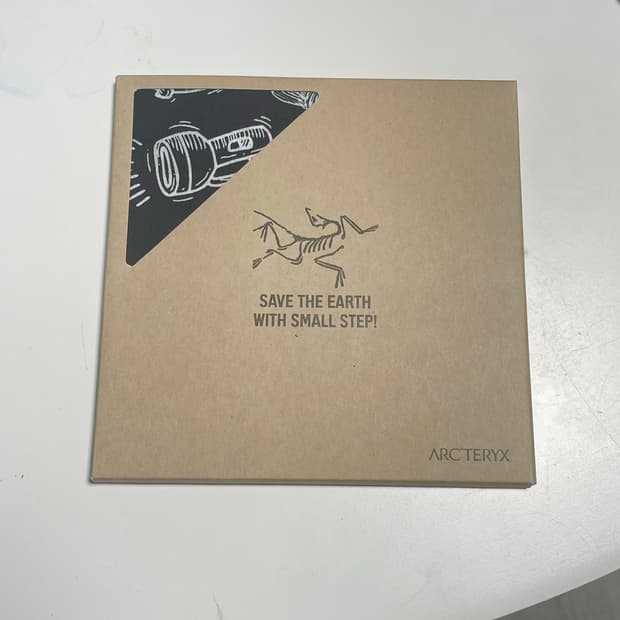 SAVE THE EARTH
WITH SMALL STEP!
ARC'TERYX